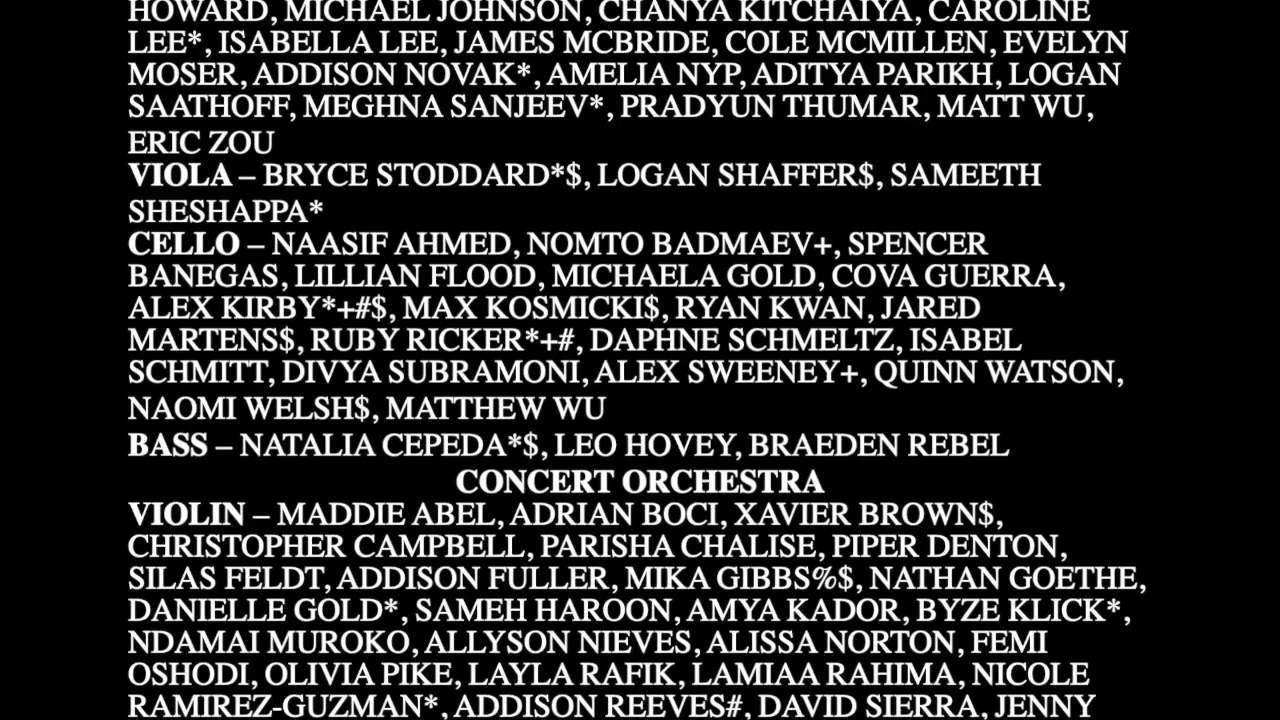 HOWARD, MICHAEL JOHNSON, CHANYA KITCHAIYA, CAROLINE
LEE*, ISABELLA LEE, JAMES MCBRIDE, COLE MCMILLEN, EVELYN
MOSER, ADDISON NOVAK*, AMELIA NYP, ADITYA PARIKH, LOGAN
SAATHOFF, MEGHNA SANJEEV*, PRADYUN THUMAR, MATT WU,
ERIC ZOU
VIOLA – BRYCE STODDARD*$, LOGAN SHAFFER$, SAMEETH
SHESHAPPA*
CELLO – NAASIF AHMED, NOMTO BADMAEV+, SPENCER
BANEGAS, LILLIAN FLOOD, MICHAELA GOLD, COVA GUERRA,
ALEX KIRBY*+#$, MAX KOSMICKI$, RYAN KWAN, JARED
MARTENS$, RUBY RICKER*+#, DAPHNE SCHMELTZ, ISABEL
SCHMITT, DIVYA SUBRAMONI, ALEX SWEENEY+, QUINN WATSON,
NAOMI WELSH$, MATTHEW WU
BASS – NATALIA CEPEDA*$, LEO HOVEY, BRAEDEN REBEL
CONCERT ORCHESTRA
VIOLIN – MADDIE ABEL, ADRIAN BOCI, XAVIER BROWN$,
CHRISTOPHER CAMPBELL, PARISHA CHALISE, PIPER DENTON,
SILAS FELDT, ADDISON FULLER, MIKA GIBBS%$, NATHAN GOETHE,
DANIELLE GOLD*, SAMEH HAROON, AMYA KADOR, BYZE KLICK*,
NDAMAI MUROKO, ALLYSON NIEVES, ALISSA NORTON, FEMI
OSHODI, OLIVIA PIKE, LAYLA RAFIK, LAMIAA RAHIMA, NICOLE
RAMIREZ-GUZMAN*, ADDISON REEVES#, DAVID SIERRA, JENNY